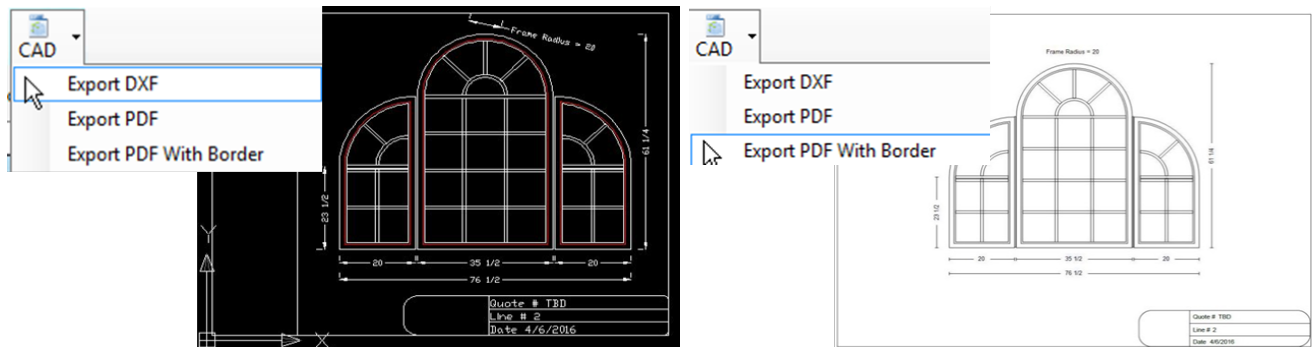 CAD
Export DXF
Export PDF
Export PDF With Border
Frame Radius = 20
61 1/4
23 1/2
20
35 1/2
20
76 1/2
Quote # TBD
Line # 2
Date 4/6/2016
Y
X
CAD
Export DXF
Export PDF
Export PDF With Border
Frame Radius = 20
61 1/4
23 1/2
20
35 1/2
20
76 1/2
Quote # TBD
Line # 2
Date 4/6/2016